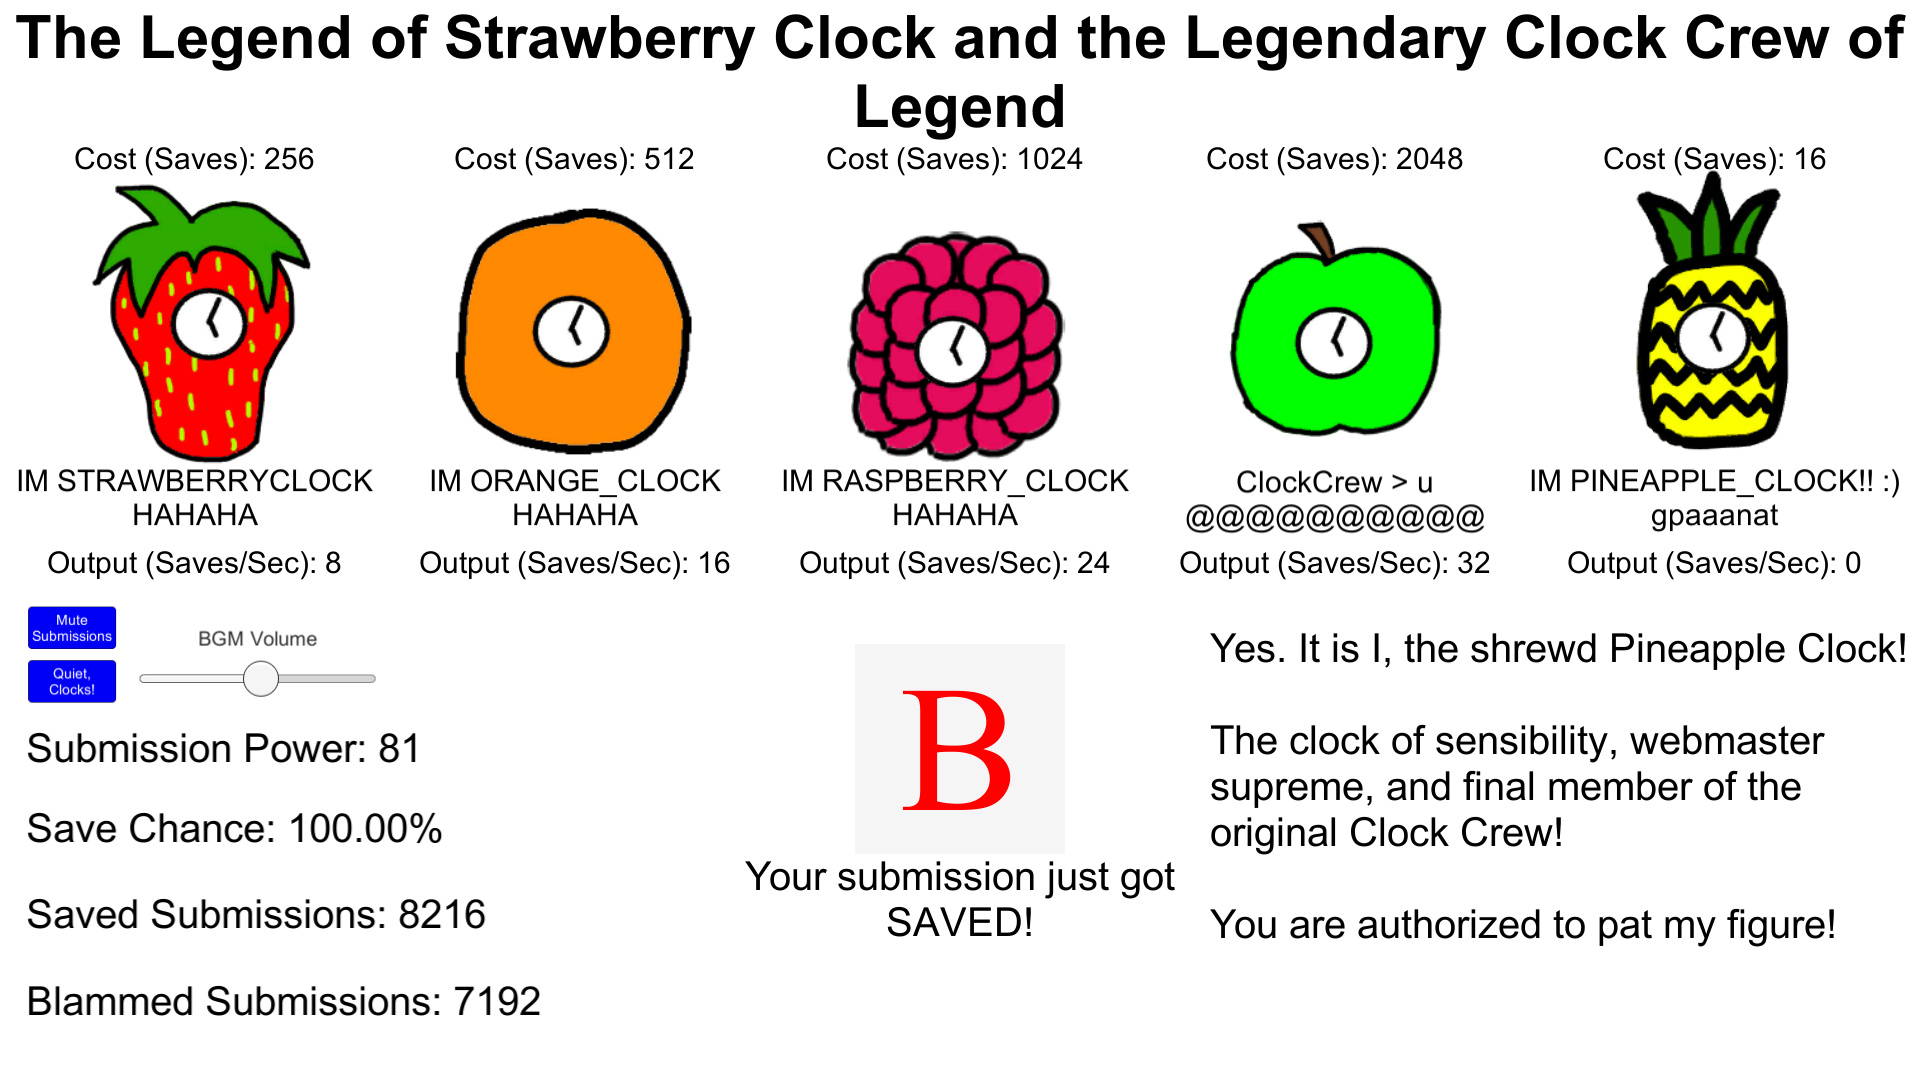 The Legend of Strawberry Clock and the Legendary Clock Crew of
Legend
Cost (Saves): 256
Cost (Saves): 512
Cost (Saves): 1024
Cost (Saves): 2048
Cost (Saves): 16
IM STRAWBERRYCLOCK
HAHAHA
IM ORANGE_CLOCK
HAHAHA
IM RASPBERRY_CLOCK
HAHAHA
ClockCrew > u
@@@@@@@@@@
IM PINEAPPLE_CLOCK!! :)
gpaaanat
Output (Saves/Sec): 8
Output (Saves/Sec): 16
Output (Saves/Sec): 24
Output (Saves/Sec): 32
Output (Saves/Sec): 0
Mute
Submissions
Quiet,
Clocks!
BGM Volume
Submission Power: 81
Save Chance: 100.00%
Saved Submissions: 8216
Blammed Submissions: 7192
B
Your submission just got
SAVED!
Yes. It is I, the shrewd Pineapple Clock!
The clock of sensibility, webmaster
supreme, and final member of the
original Clock Crew!
You are authorized to pat my figure!